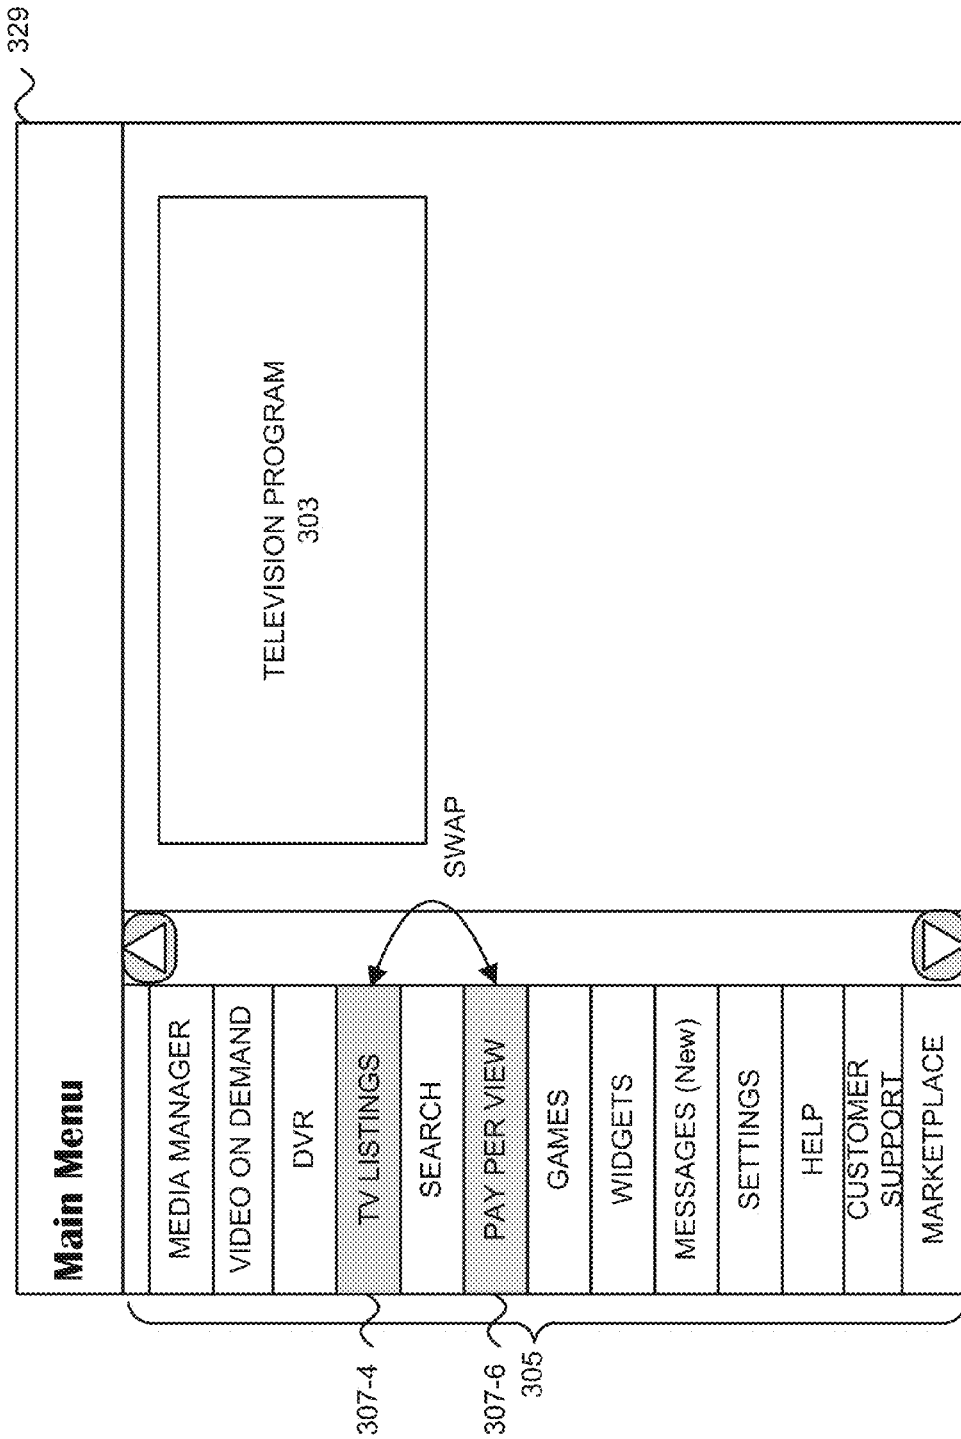 329
Main Menu
MEDIA MANAGER
VIDEO ON DEMAND
DVR
TV LISTINGS
SEARCH
PAY PER VIEW
GAMES
WIDGETS
MESSAGES (New)
SETTINGS
HELP
CUSTOMER
SUPPORT
MARKETPLACE
307-4
307-6
305
SWAP
TELEVISION PROGRAM
303